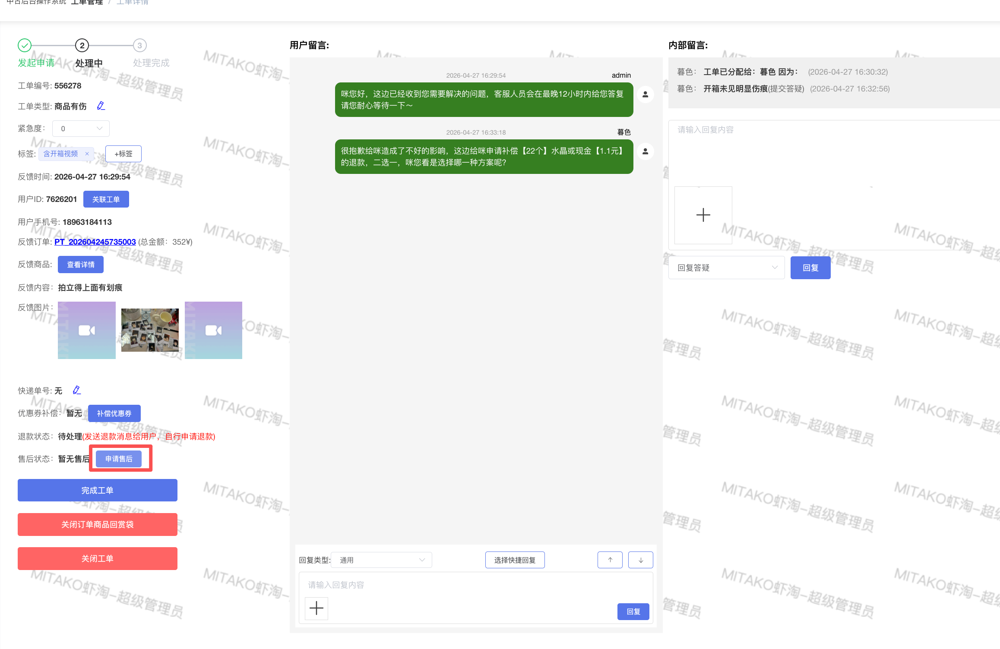 中古后台操作系统 工单管理 / 工单详情
2
3
发起申请
处理中
处理完成
工单编号: 556278
工单类型: 商品有伤
紧急度： 0
标签: 含开箱视频 × +标签
反馈时间: 2026-04-27 16:29:54
用户ID: 7626201 关联工单
用户手机号: 18963184113
反馈订单: PT_202604245735003 (总金额：352¥)
反馈商品: 查看详情
反馈内容： 拍立得上面有划痕
反馈图片：
快递单号: 无
优惠券补偿： 暂无 补偿优惠券
退款状态： 待处理(发送退款消息给用户，自行申请退款)
售后状态： 暂无售后 申请售后
完成工单
关闭订单商品回赏袋
关闭工单
用户留言:
2026-04-27 16:29:54 admin
咪您好，这边已经收到您需要解决的问题，客服人员会在最晚12小时内给您答复
请您耐心等待一下～
2026-04-27 16:33:18 暮色
很抱歉给咪造成了不好的影响，这边给咪申请补偿【22个】水晶或现金【1.1元】
的退款，二选一，咪您看是选择哪一种方案呢？
回复类型: 通用 选择快捷回复 ↑ ↓
请输入回复内容
回复
内部留言:
暮色： 工单已分配给：暮色 因为： (2026-04-27 16:30:32)
暮色： 开箱未见明显伤痕(提交答疑) (2026-04-27 16:32:56)
请输入回复内容
回复答疑 回复
MITAKO虾淘-超级管理员